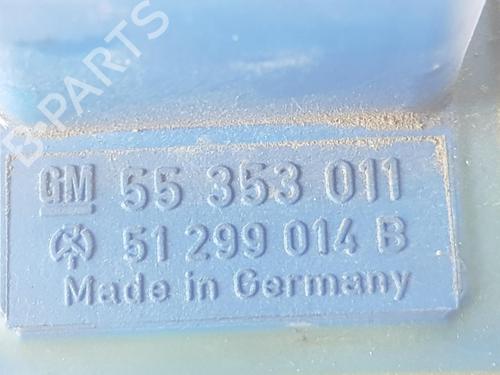 B-PARTS
GM 55 353 011
51 299 014 B
Made in Germany